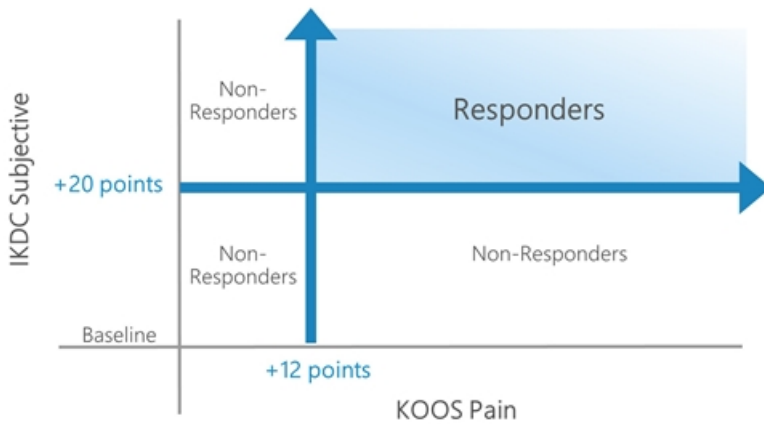 Non-
Responders
Responders
IKDC Subjective
+20 points
Non-
Responders
Non-Responders
Baseline
+12 points
KOOS Pain